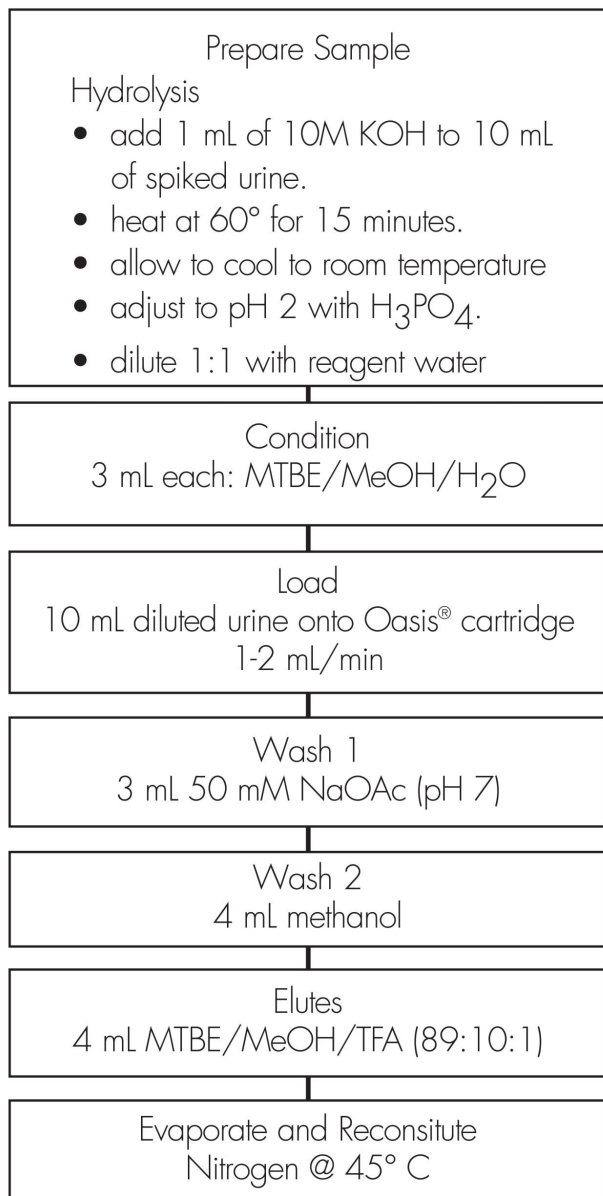 Prepare Sample
Hydrolysis
• add 1 mL of 10M KOH to 10 mL
of spiked urine.
• heat at 60° for 15 minutes.
• allow to cool to room temperature
• adjust to pH 2 with H₃PO₄.
• dilute 1:1 with reagent water
Condition
3 mL each: MTBE/MeOH/H₂O
Load
10 mL diluted urine onto Oasis® cartridge
1-2 mL/min
Wash 1
3 mL 50 mM NaOAc (pH 7)
Wash 2
4 mL methanol
Elutes
4 mL MTBE/MeOH/TFA (89:10:1)
Evaporate and Reconsitute
Nitrogen @ 45° C